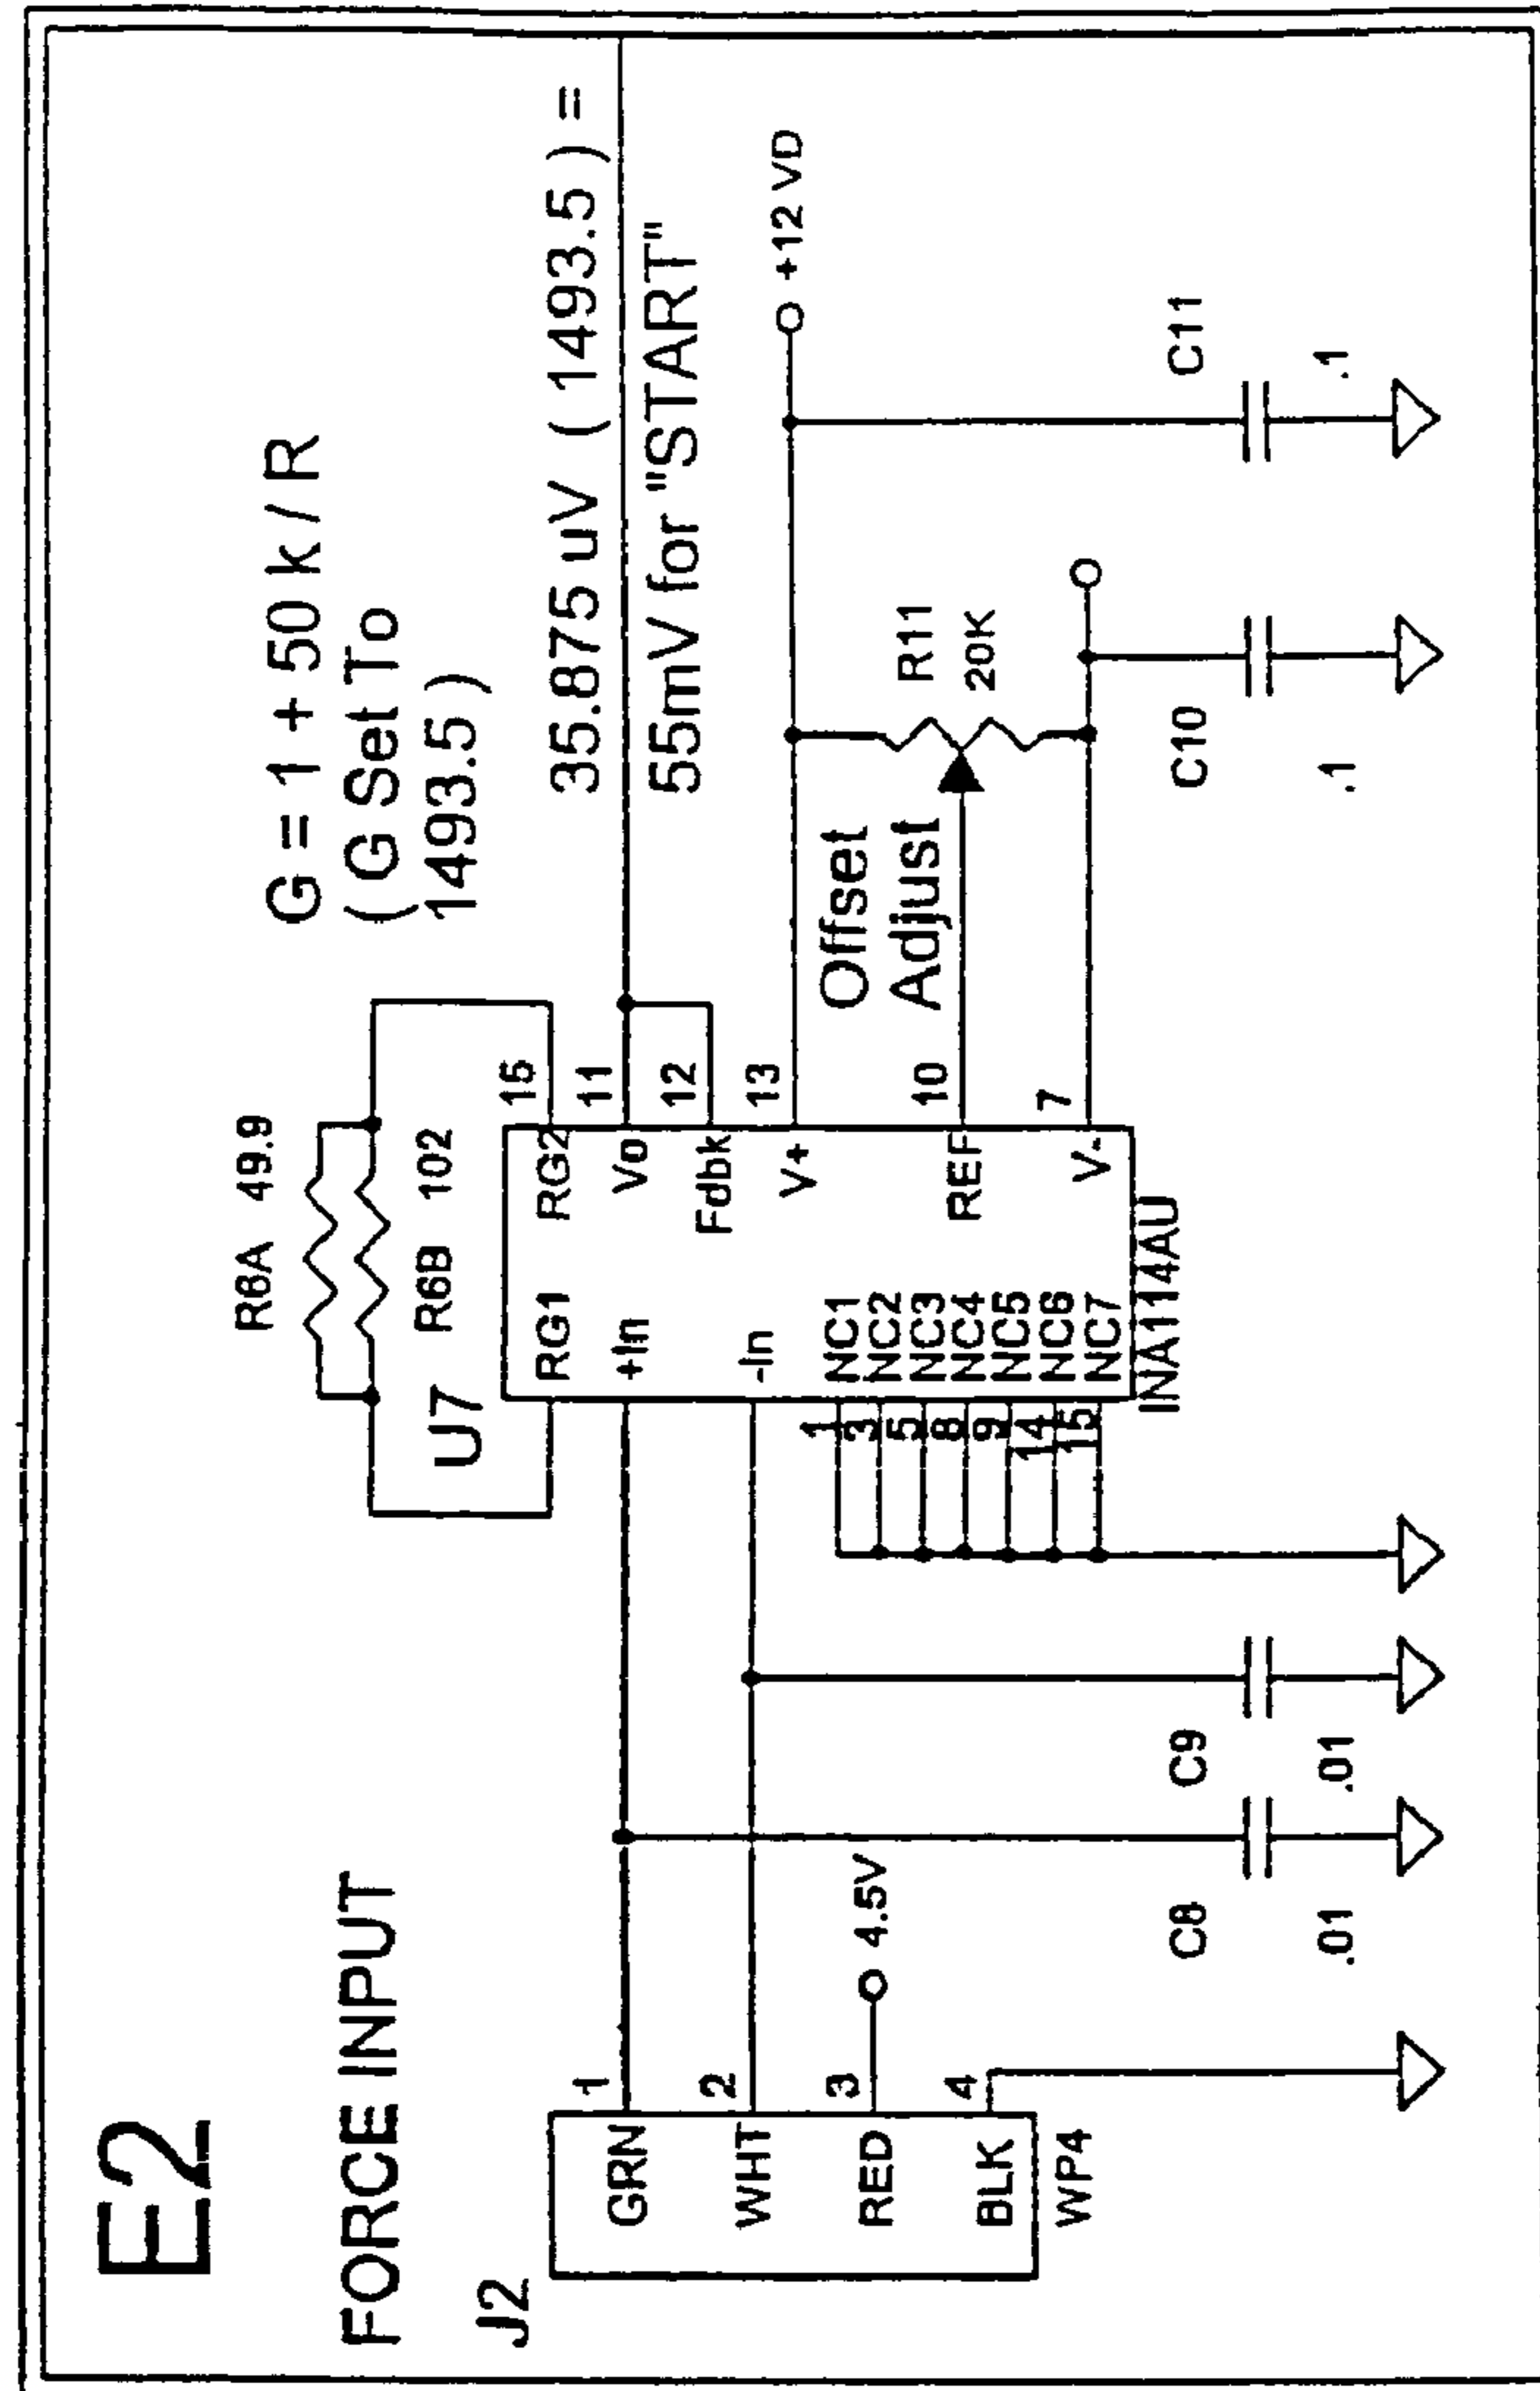 E2
FORCE INPUT
J2
GRN 1
WHT 2
RED 3
BLK 4
WP4
4.5V
C8
.01
C9
.01
R8A 49.9
R6B 102
U7
RG1
+In
-In
NC1
NC2
NC3
NC4
NC5
NC6
NC7
1
3
5
8
9
14
15
RG2
Vo
Fdbk
V+
REF
V-
11
12
13
10
7
INA114AU
G = 1 + 50 k / R
( G Set To
1493.5 )
35.875 uV ( 1493.5 ) =
55mV for "START"
+12 VD
Offset
Adjust
R11
20K
C10
.1
C11
.1